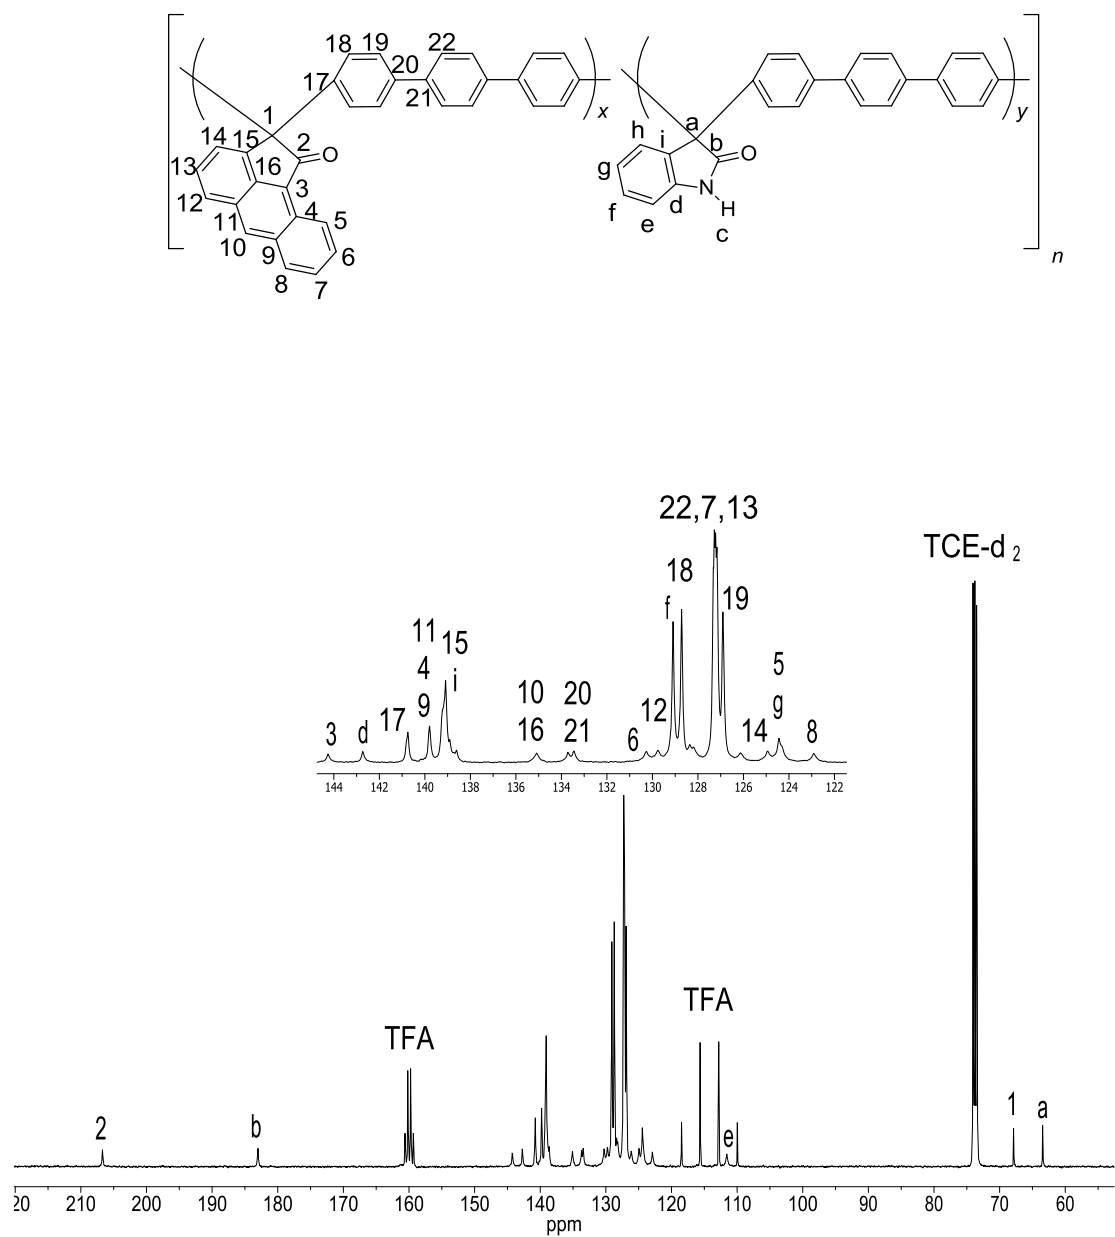 18 19 22
20
17 21
x
y
1 a
14 15 2 O h i b O
13 16 g
12 3 N
11 4 5 f d H
10 e c
9 6
8 7
n
22,7,13
TCE-d 2
18
f 19
11 15
4 i 5
10 20 g
17 9 12
3 d 16 21 6 14 8
144 142 140 138 136 134 132 130 128 126 124 122
TFA
TFA
2 b e 1 a
20 210 200 190 180 170 160 150 140 130 120 110 100 90 80 70 60
ppm